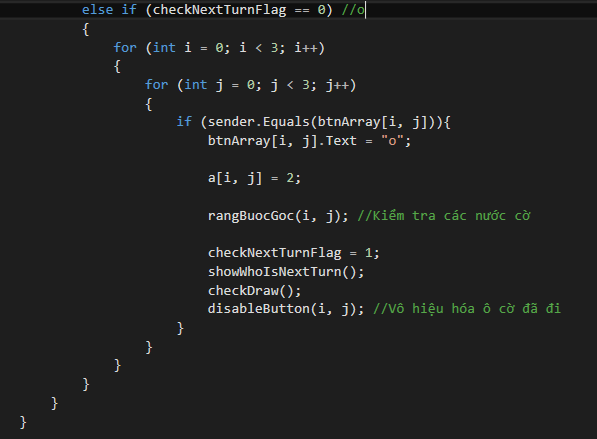 else if (checkNextTurnFlag == 0) //o
{
for (int i = 0; i < 3; i++)
{
for (int j = 0; j < 3; j++)
{
if (sender.Equals(btnArray[i, j])){
btnArray[i, j].Text = "o";
a[i, j] = 2;
rangBuocGoc(i, j); //Kiểm tra các nước cờ
checkNextTurnFlag = 1;
showWhoIsNextTurn();
checkDraw();
disableButton(i, j); //Vô hiệu hóa ô cờ đã đi
}
}
}
}
}
}